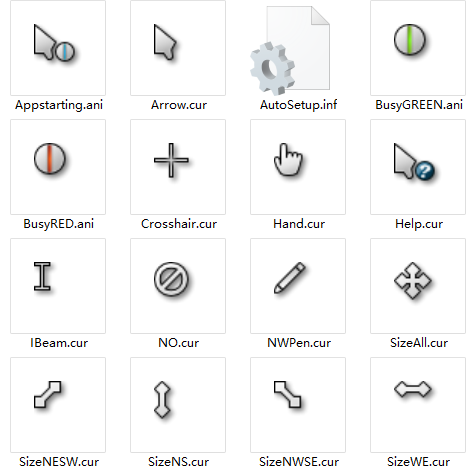 Appstarting.ani
Arrow.cur
AutoSetup.inf
BusyGREEN.ani
BusyRED.ani
Crosshair.cur
Hand.cur
Help.cur
IBeam.cur
NO.cur
NWPen.cur
SizeAll.cur
SizeNESW.cur
SizeNS.cur
SizeNWSE.cur
SizeWE.cur